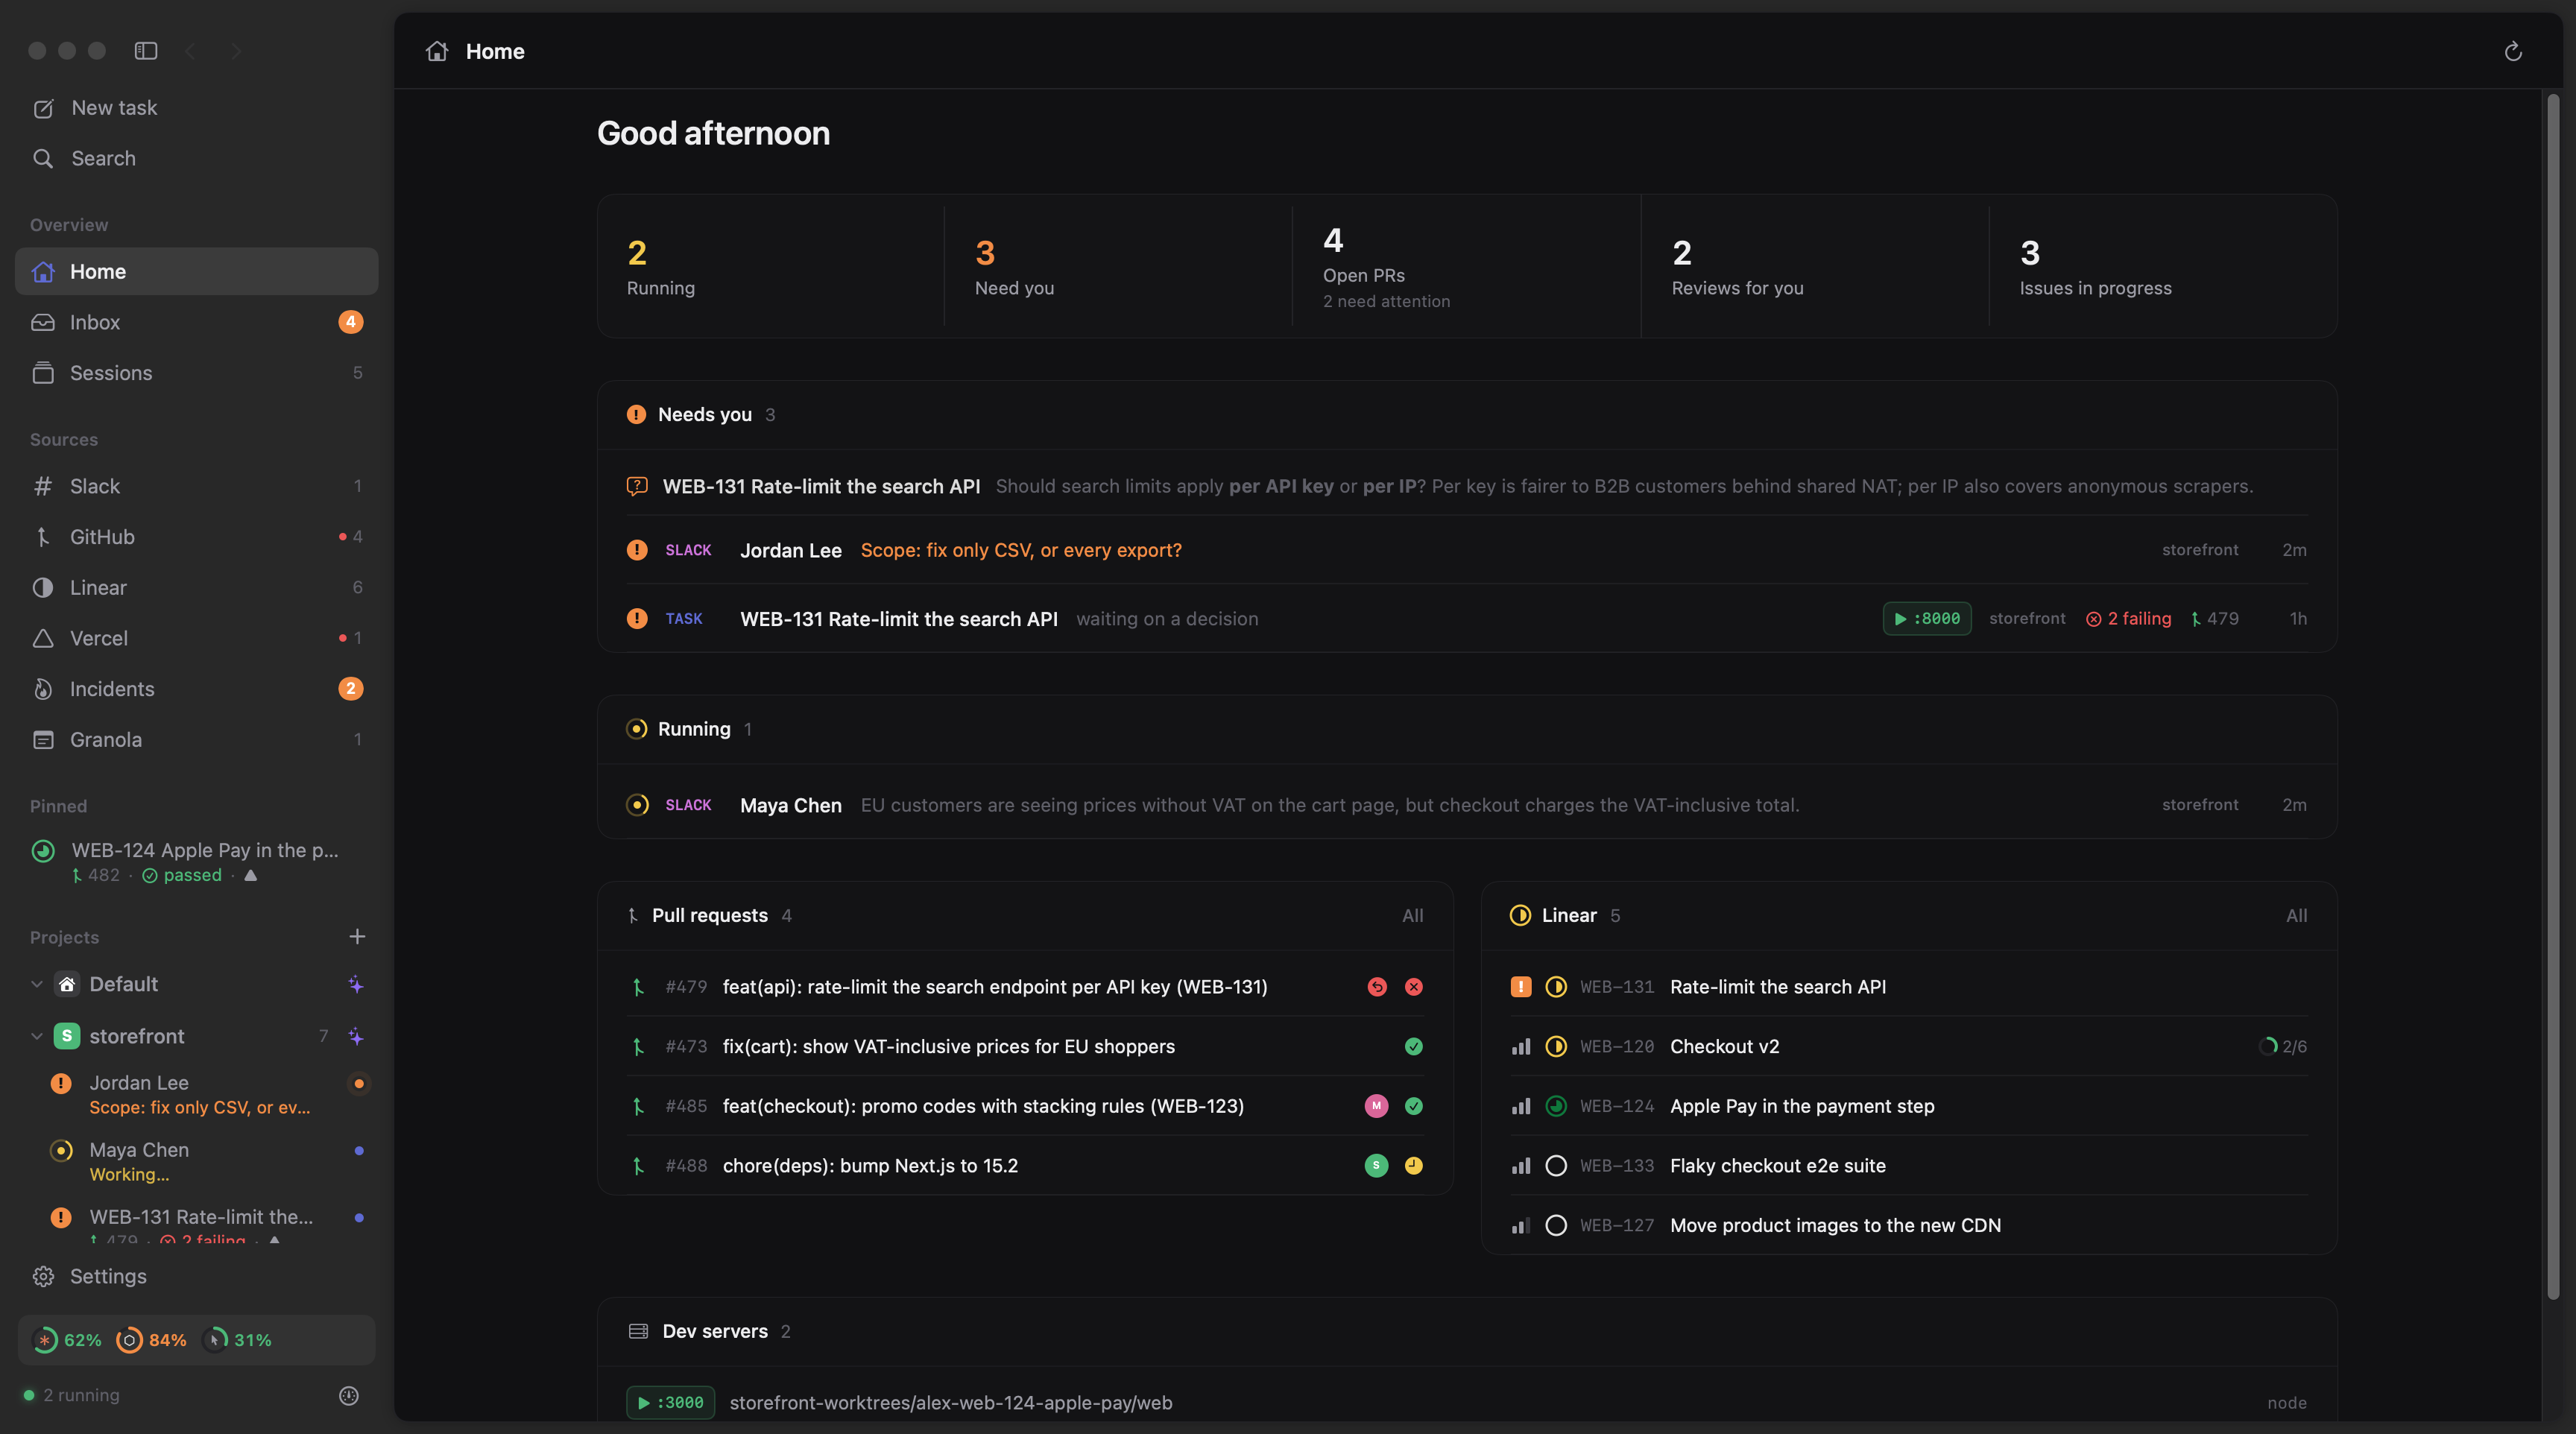 New task
Search
Overview
Home
Inbox 4
Sessions 5
Sources
Slack 1
GitHub 4
Linear 6
Vercel 1
Incidents 2
Granola 1
Pinned
WEB-124 Apple Pay in the p...
482 · passed ·
Projects
Default
S storefront 7
Jordan Lee
Scope: fix only CSV, or ev...
Maya Chen
Working...
WEB-131 Rate-limit the...
479 · 2 failing ·
Settings
62% 84% 31%
2 running
Home
Good afternoon
2
Running
3
Need you
4
Open PRs
2 need attention
2
Reviews for you
3
Issues in progress
Needs you 3
WEB-131 Rate-limit the search API Should search limits apply per API key or per IP? Per key is fairer to B2B customers behind shared NAT; per IP also covers anonymous scrapers.
SLACK Jordan Lee Scope: fix only CSV, or every export? storefront 2m
TASK WEB-131 Rate-limit the search API waiting on a decision :8000 storefront 2 failing 479 1h
Running 1
SLACK Maya Chen EU customers are seeing prices without VAT on the cart page, but checkout charges the VAT-inclusive total. storefront 2m
Pull requests 4 All
#479 feat(api): rate-limit the search endpoint per API key (WEB-131)
#473 fix(cart): show VAT-inclusive prices for EU shoppers
#485 feat(checkout): promo codes with stacking rules (WEB-123) M
#488 chore(deps): bump Next.js to 15.2 S
Linear 5 All
WEB-131 Rate-limit the search API
WEB-120 Checkout v2 2/6
WEB-124 Apple Pay in the payment step
WEB-133 Flaky checkout e2e suite
WEB-127 Move product images to the new CDN
Dev servers 2
:3000 storefront-worktrees/alex-web-124-apple-pay/web node